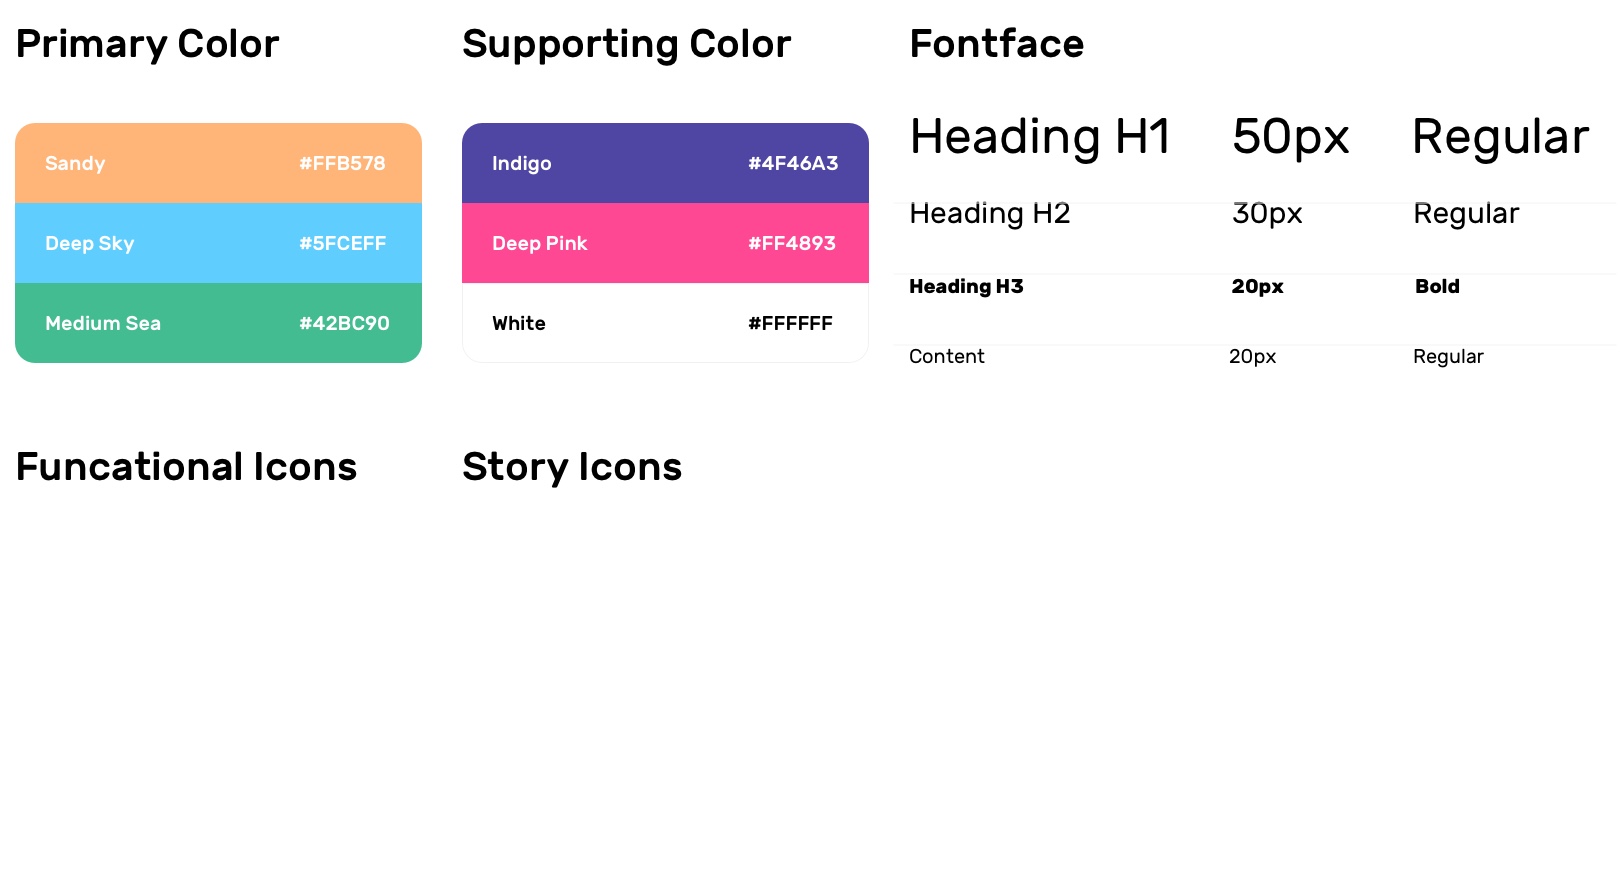 Primary Color
Sandy #FFB578
Deep Sky #5FCEFF
Medium Sea #42BC90
Supporting Color
Indigo #4F46A3
Deep Pink #FF4893
White #FFFFFF
Fontface
Heading H1 50px Regular
Heading H2 30px Regular
Heading H3 20px Bold
Content 20px Regular
Funcational Icons
Story Icons